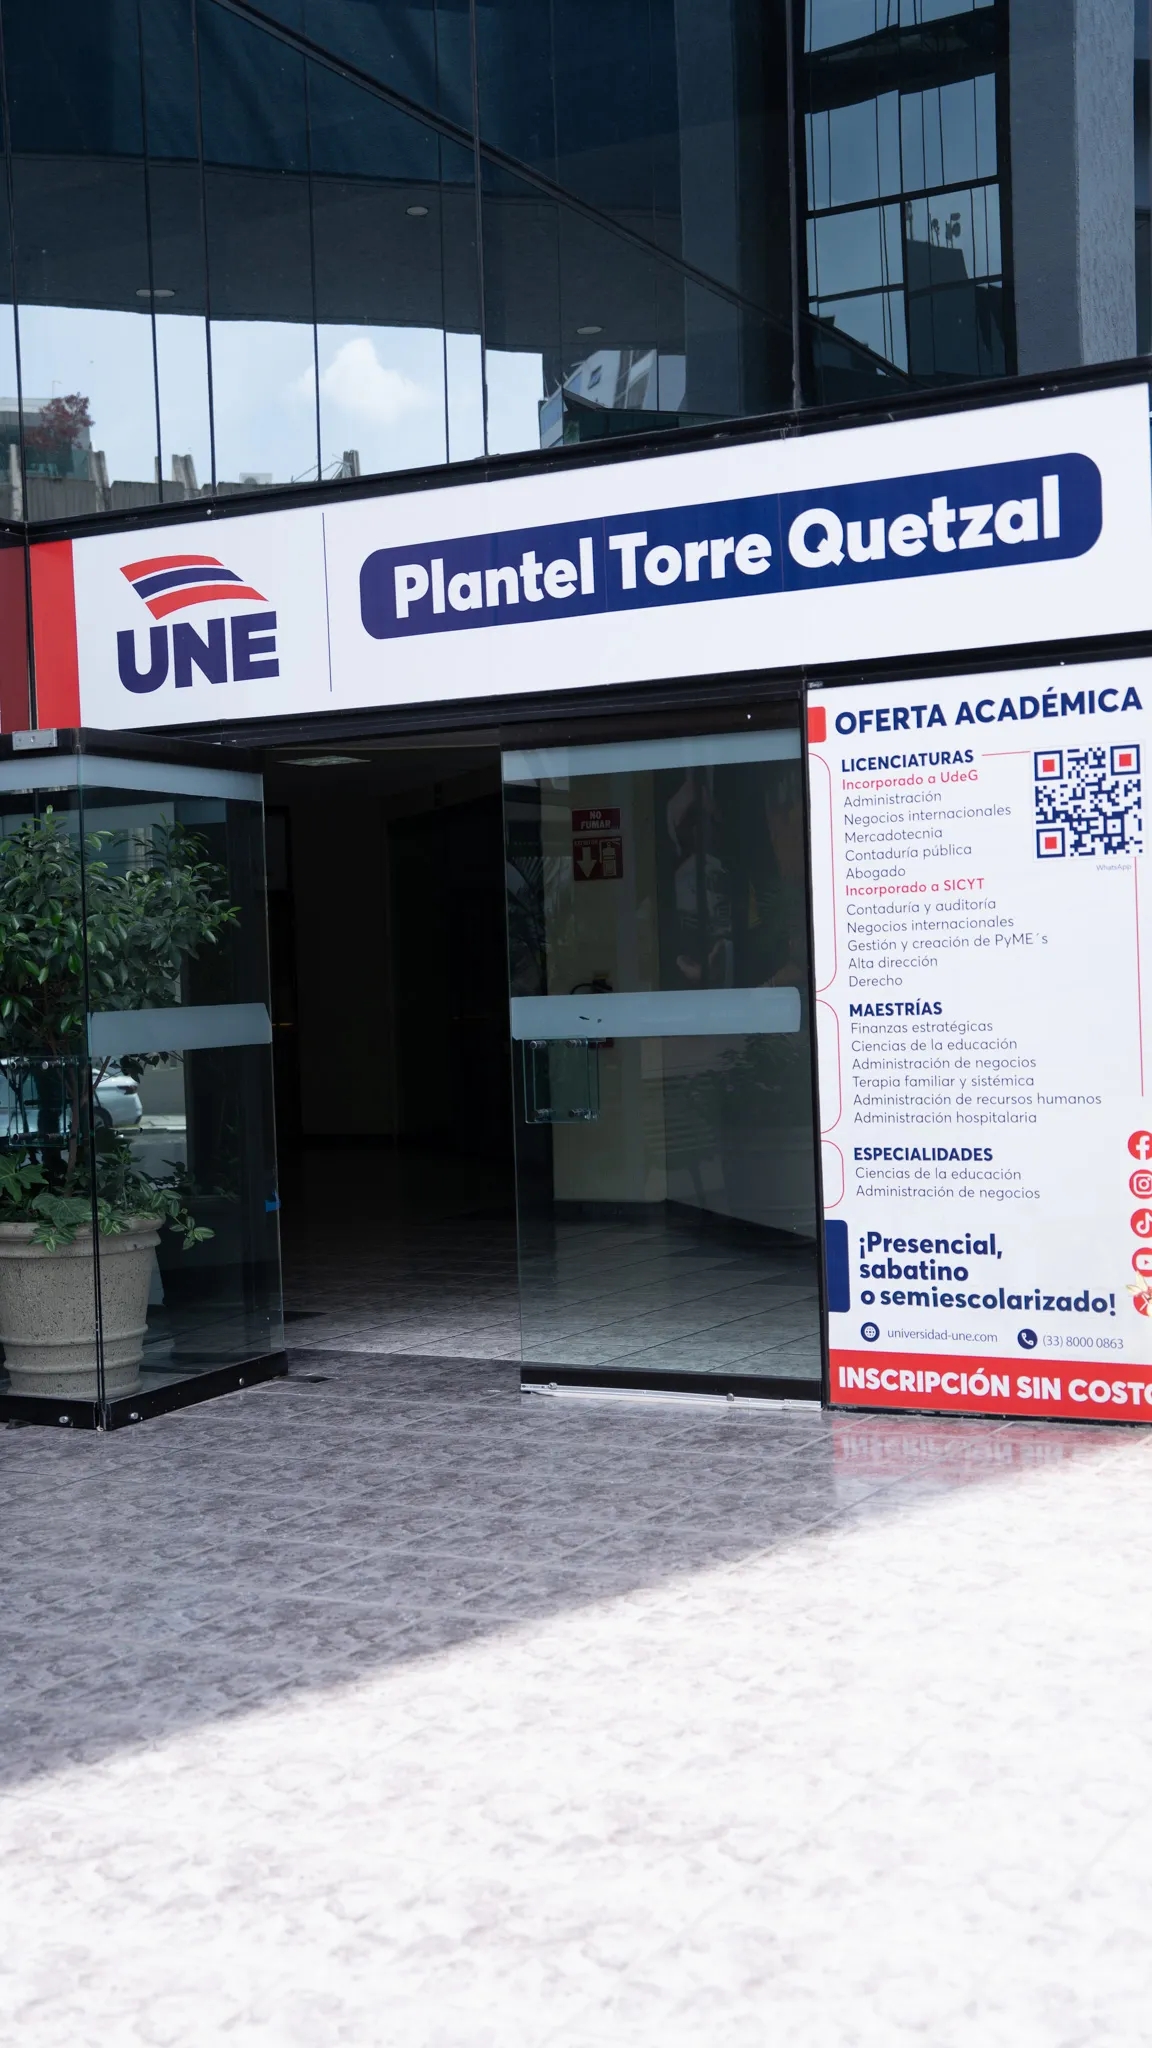 UNE
Plantel Torre Quetzal
NO
FUMAR
OFERTA ACADÉMICA
LICENCIATURAS
Incorporado a UdeG
Administración
Negocios internacionales
Mercadotecnia
Contaduría pública
Abogado
WhatsApp
Incorporado a SICYT
Contaduría y auditoría
Negocios internacionales
Gestión y creación de PyME´s
Alta dirección
Derecho
MAESTRÍAS
Finanzas estratégicas
Ciencias de la educación
Administración de negocios
Terapia familiar y sistémica
Administración de recursos humanos
Administración hospitalaria
ESPECIALIDADES
Ciencias de la educación
Administración de negocios
¡Presencial,
sabatino
o semiescolarizado!
universidad-une.com (33) 8000 0863
INSCRIPCIÓN SIN COSTO